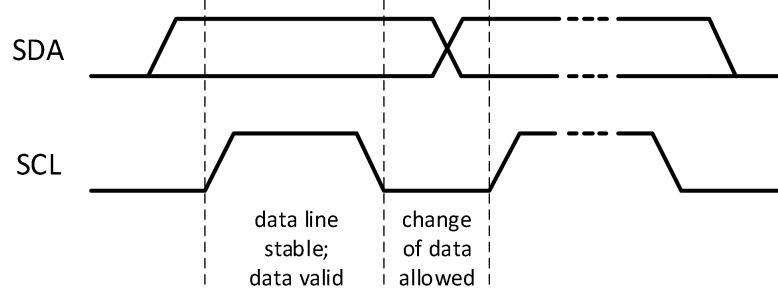 SDA
SCL
data line
stable;
data valid
change
of data
allowed